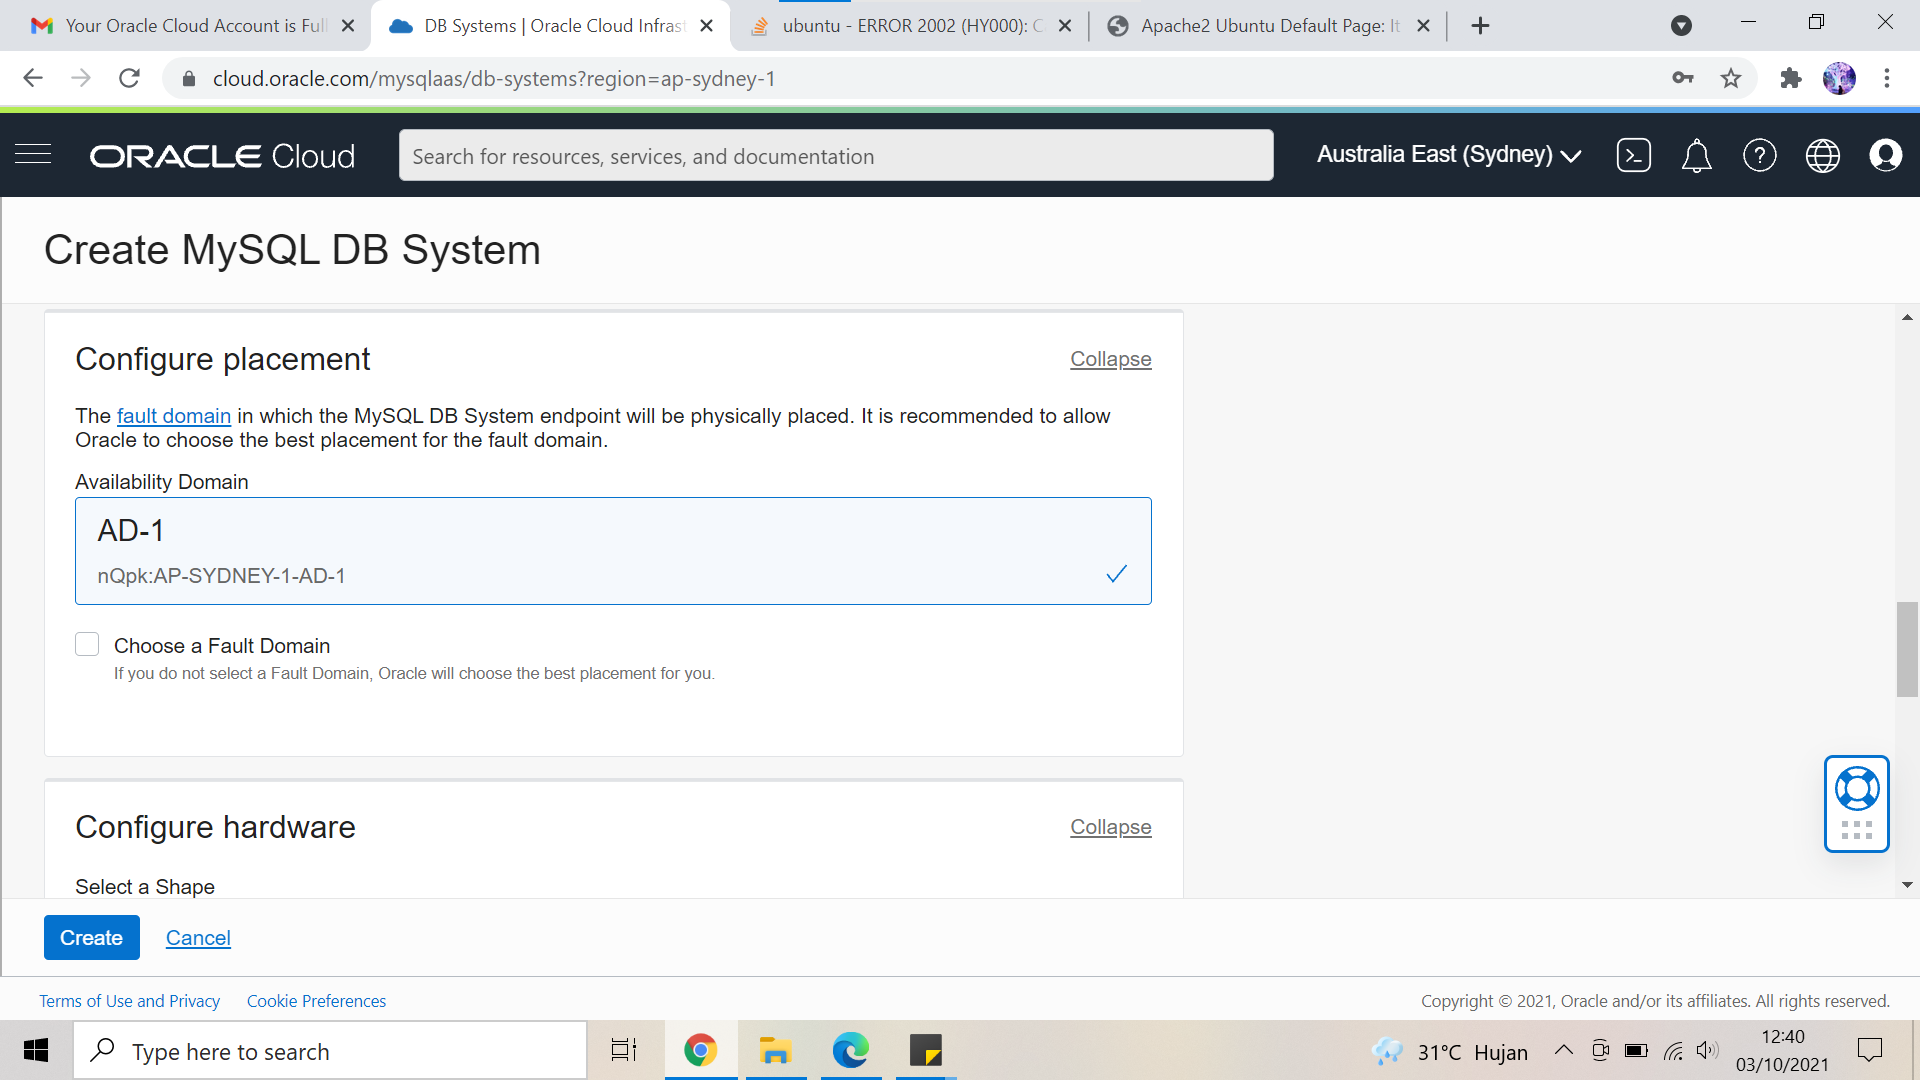 Your Oracle Cloud Account is Ful
DB Systems | Oracle Cloud Infrast
ubuntu - ERROR 2002 (HY000): C
Apache2 Ubuntu Default Page: It
cloud.oracle.com/mysqlaas/db-systems?region=ap-sydney-1
ORACLE Cloud
Search for resources, services, and documentation
Australia East (Sydney)
Create MySQL DB System
Configure placement
Collapse
The fault domain in which the MySQL DB System endpoint will be physically placed. It is recommended to allow
Oracle to choose the best placement for the fault domain.
Availability Domain
AD-1
nQpk:AP-SYDNEY-1-AD-1
Choose a Fault Domain
If you do not select a Fault Domain, Oracle will choose the best placement for you.
Configure hardware
Collapse
Select a Shape
Create
Cancel
Terms of Use and Privacy
Cookie Preferences
Copyright © 2021, Oracle and/or its affiliates. All rights reserved.
Type here to search
31°C Hujan
12:40
03/10/2021